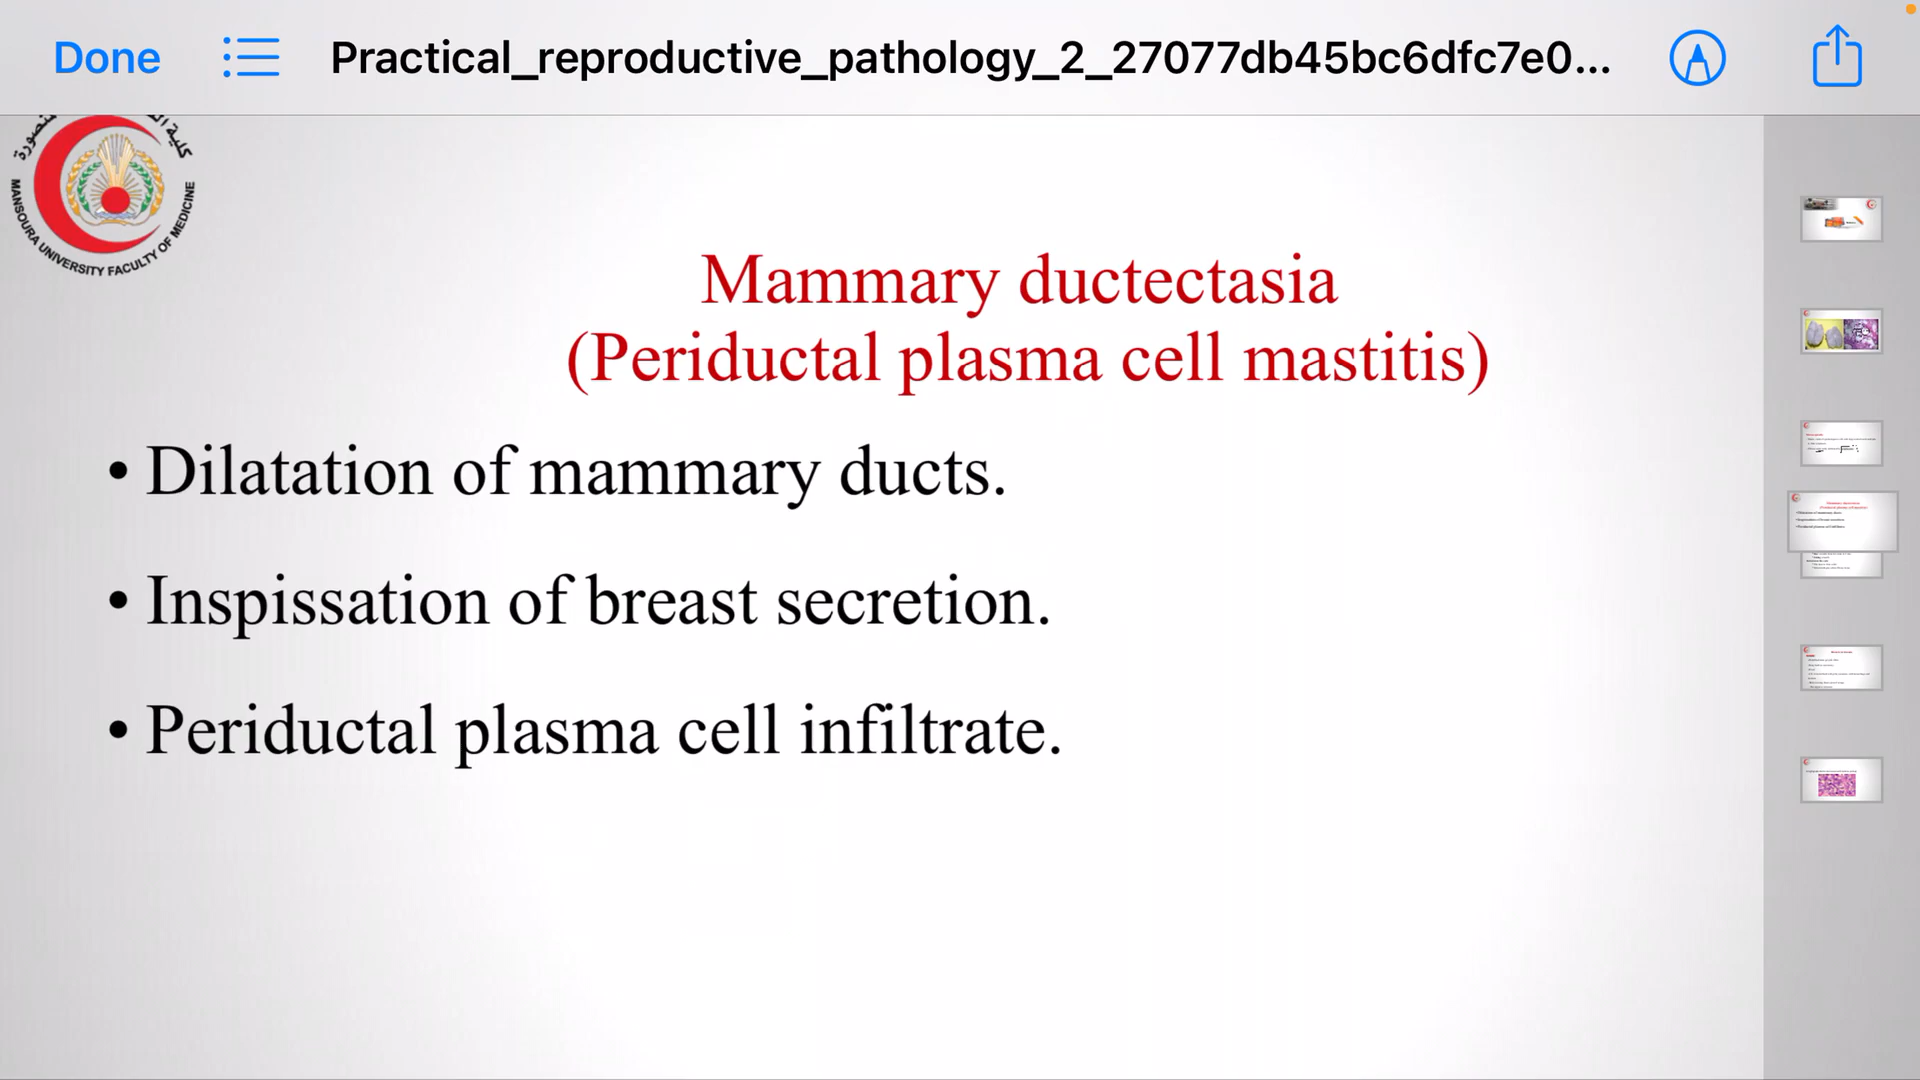 Done
Practical_reproductive_pathology_2_27077db45bc6dfc7e0...
MANSOURA UNIVERSITY FACULTY OF MEDICINE
Mammary ductectasia
(Periductal plasma cell mastitis)
• Dilatation of mammary ducts.
• Inspissation of breast secretion.
• Periductal plasma cell infiltrate.